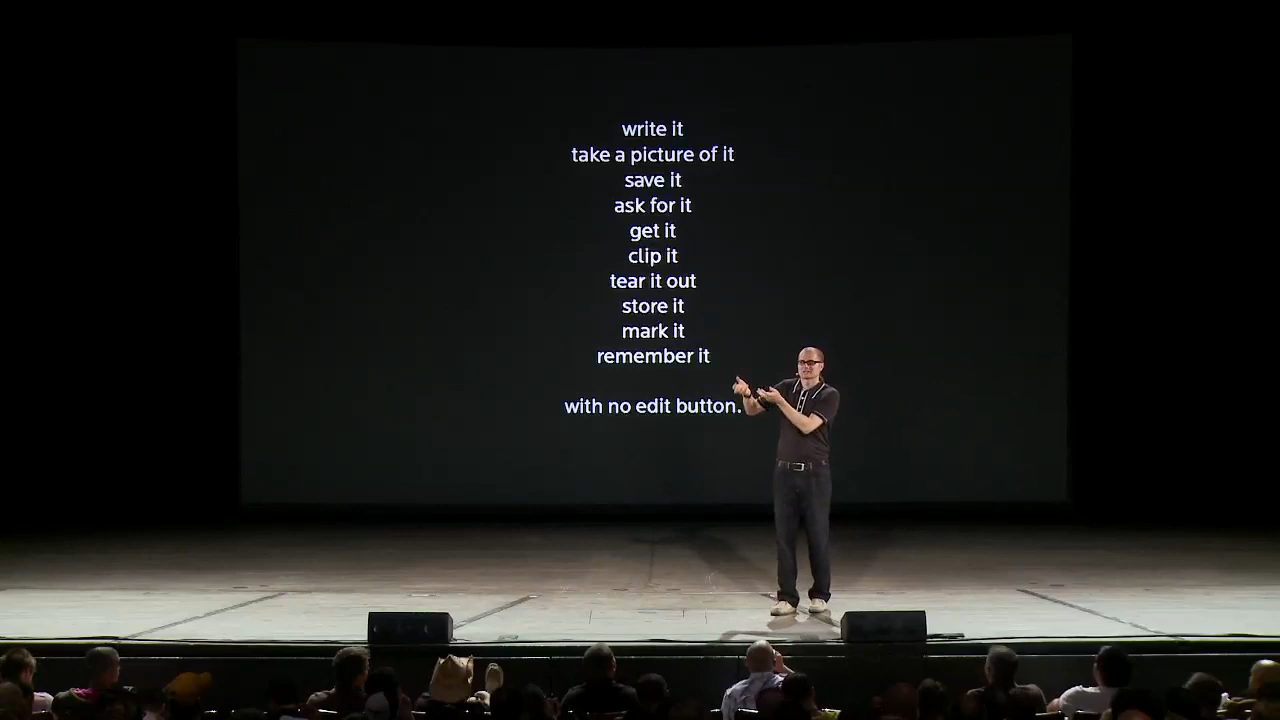 write it
take a picture of it
save it
ask for it
get it
clip it
tear it out
store it
mark it
remember it
with no edit button.